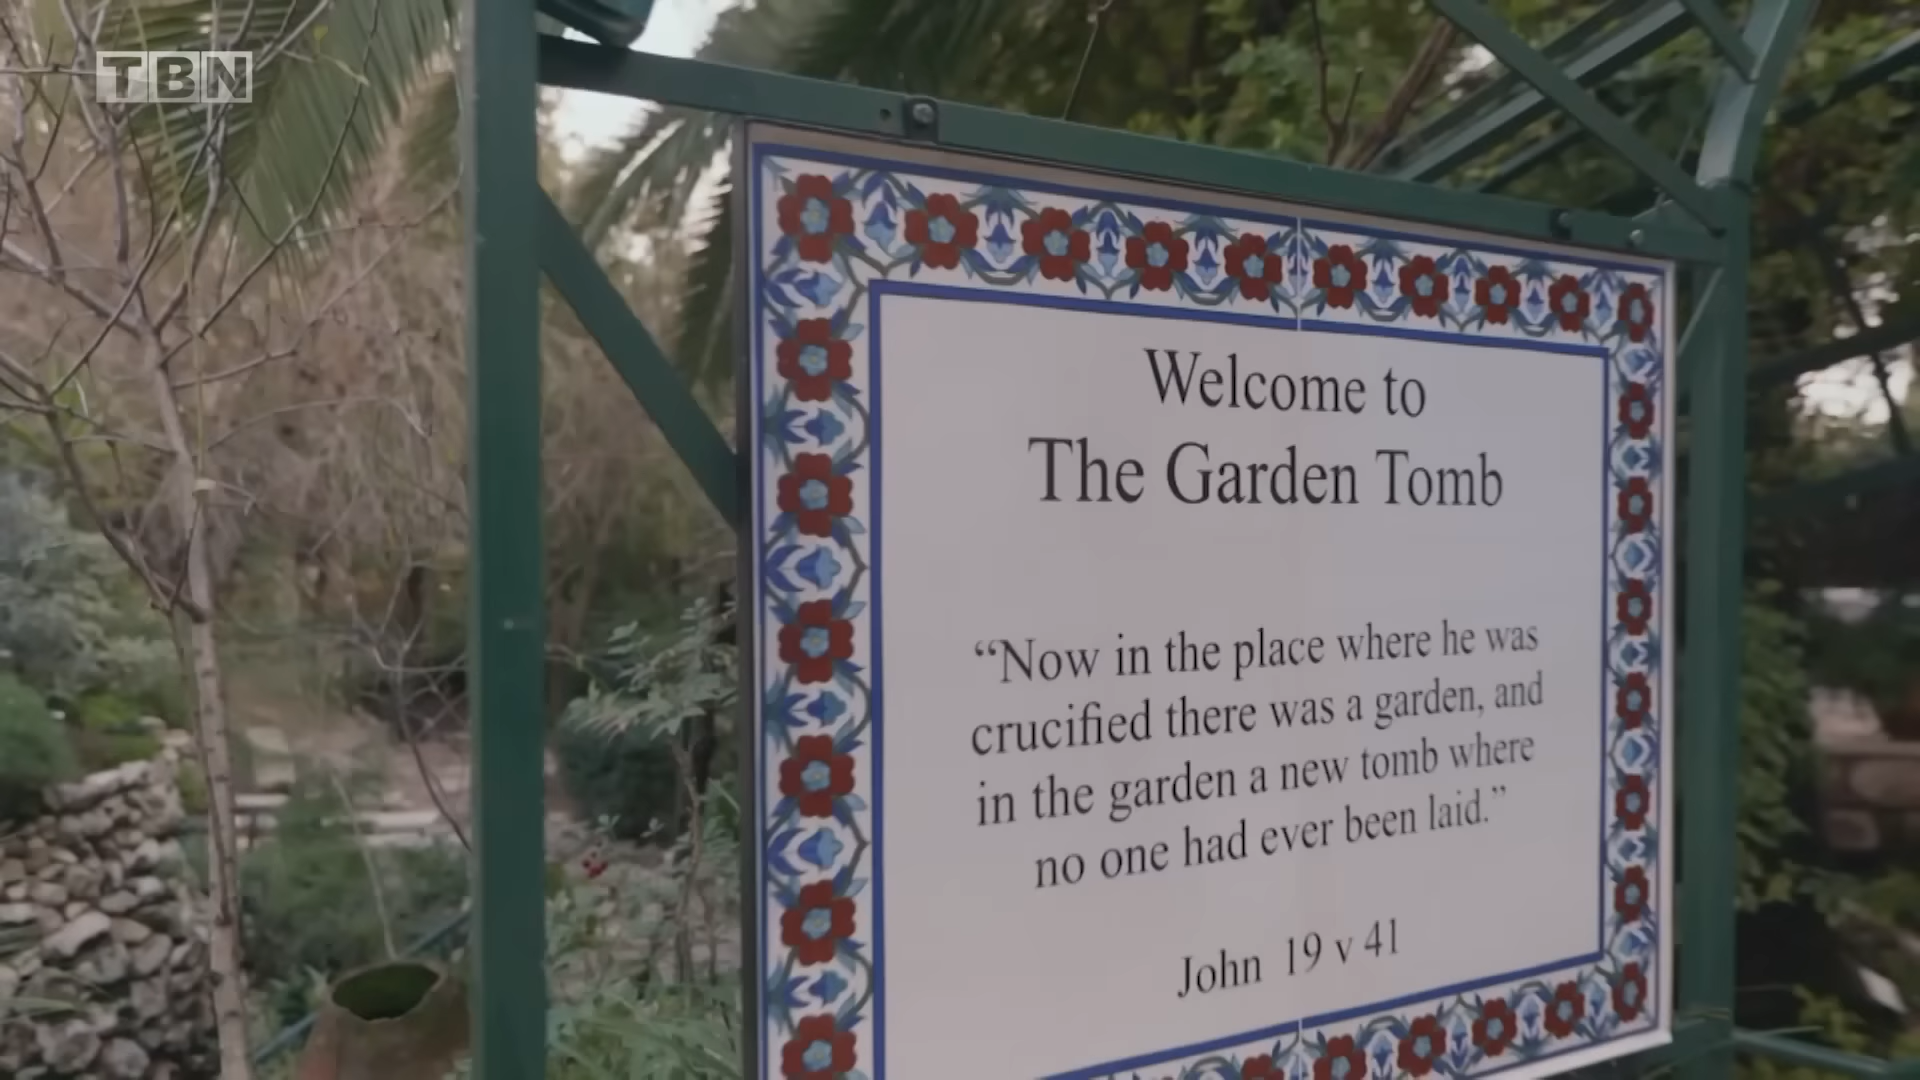 TBN
Welcome to
The Garden Tomb
“Now in the place where he was
crucified there was a garden, and
in the garden a new tomb where
no one had ever been laid.”
John 19 v 41